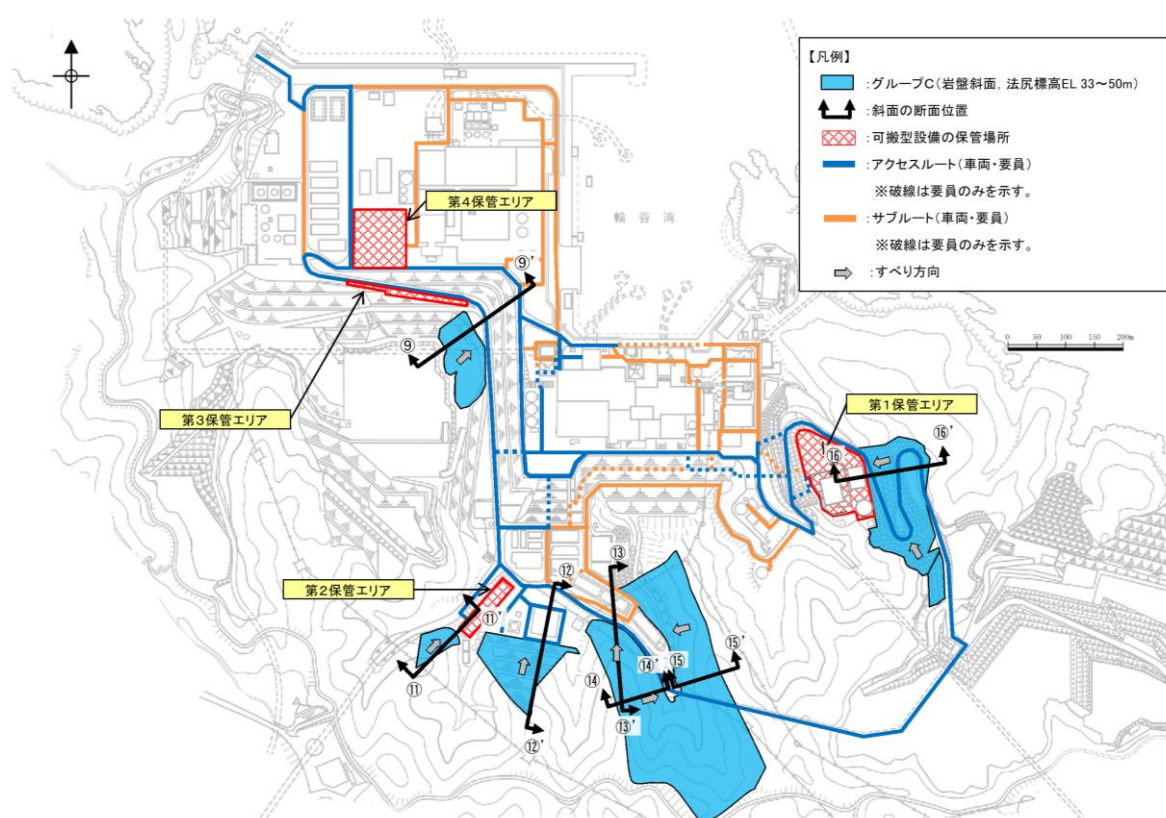 【凡例】
:グループC(岩盤斜面, 法尻標高EL 33~50m)
:斜面の断面位置
:可搬型設備の保管場所
:アクセスルート(車両・要員)
※破線は要員のみを示す。
:サブルート(車両・要員)
※破線は要員のみを示す。
:すべり方向
第4保管エリア
輪谷湾
⑨'
0 50 100 150 200m
⑨
第3保管エリア
第1保管エリア
⑯'
⑯
⑬
⑫
第2保管エリア
⑪'
⑮'
⑭'
⑮
⑪
⑭
⑬'
⑫'